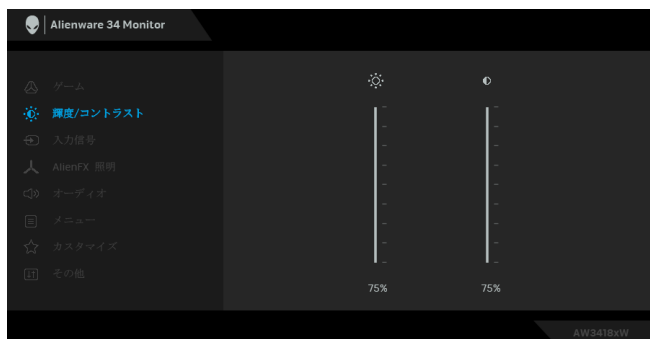 Alienware 34 Monitor
ゲーム
輝度/コントラスト
入力信号
AlienFX 照明
オーディオ
メニュー
カスタマイズ
その他
75% 75%
AW3418xW